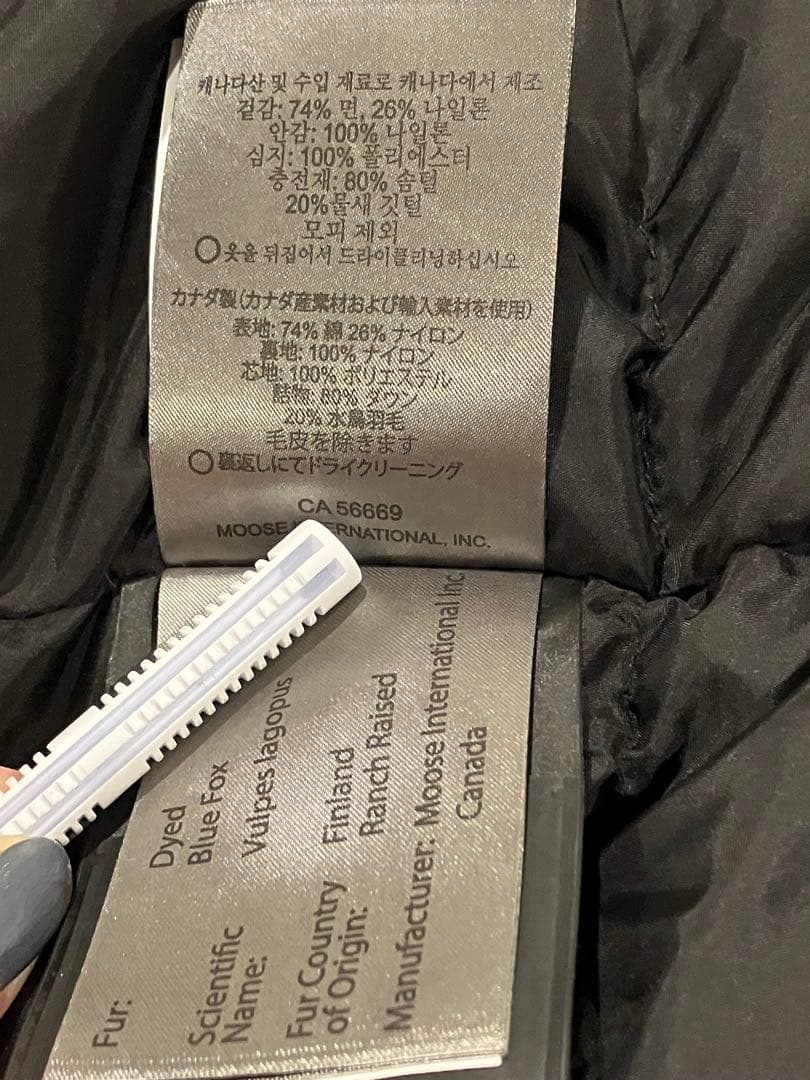 캐나다산 및 수입 재료로 캐나다에서 제조
겉감: 74% 면, 26% 나일론
안감: 100% 나일론
심지: 100% 폴리에스터
충전재: 80% 솜털
20%물새 깃털
모피 제외
옷을 뒤집어서 드라이클리닝하십시오
カナダ製(カナダ産素材および輸入素材を使用)
表地: 74% 綿 26% ナイロン
裏地: 100% ナイロン
芯地: 100% ポリエステル
詰物: 80% ダウン
20% 水鳥羽毛
毛皮を除きます
裏返しにてドライクリーニング
CA 56669
MOOSE INTERNATIONAL, INC.
Fur: Dyed
Blue Fox
Scientific Name: Vulpes lagopus
Fur Country of Origin: Finland
Ranch Raised
Manufacturer: Moose International Inc
Canada